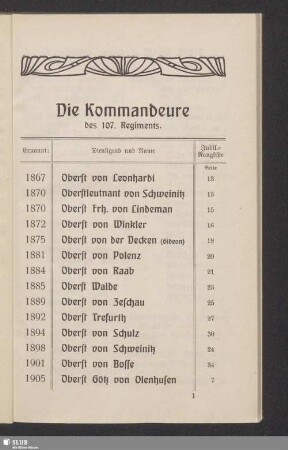 Die Kommandeure
des 107. Regiments.
Ernannt: Dienstgrad und Name Jubil.-Rangliste
Seite
1867 Oberst von Leonhardi 13
1870 Oberstleutnant von Schweinitz 15
1870 Oberst Frh. von Lindeman 15
1872 Oberst von Winkler 16
1875 Oberst von der Decken (Gideon) 19
1881 Oberst von Polenz 20
1884 Oberst von Raab 21
1885 Oberst Walde 23
1889 Oberst von Zeschau 25
1892 Oberst Trefurth 27
1894 Oberst von Schulz 30
1898 Oberst von Schweinitz 24
1901 Oberst von Bosse 34
1905 Oberst Götz von Olenhusen 7
1
SLUB